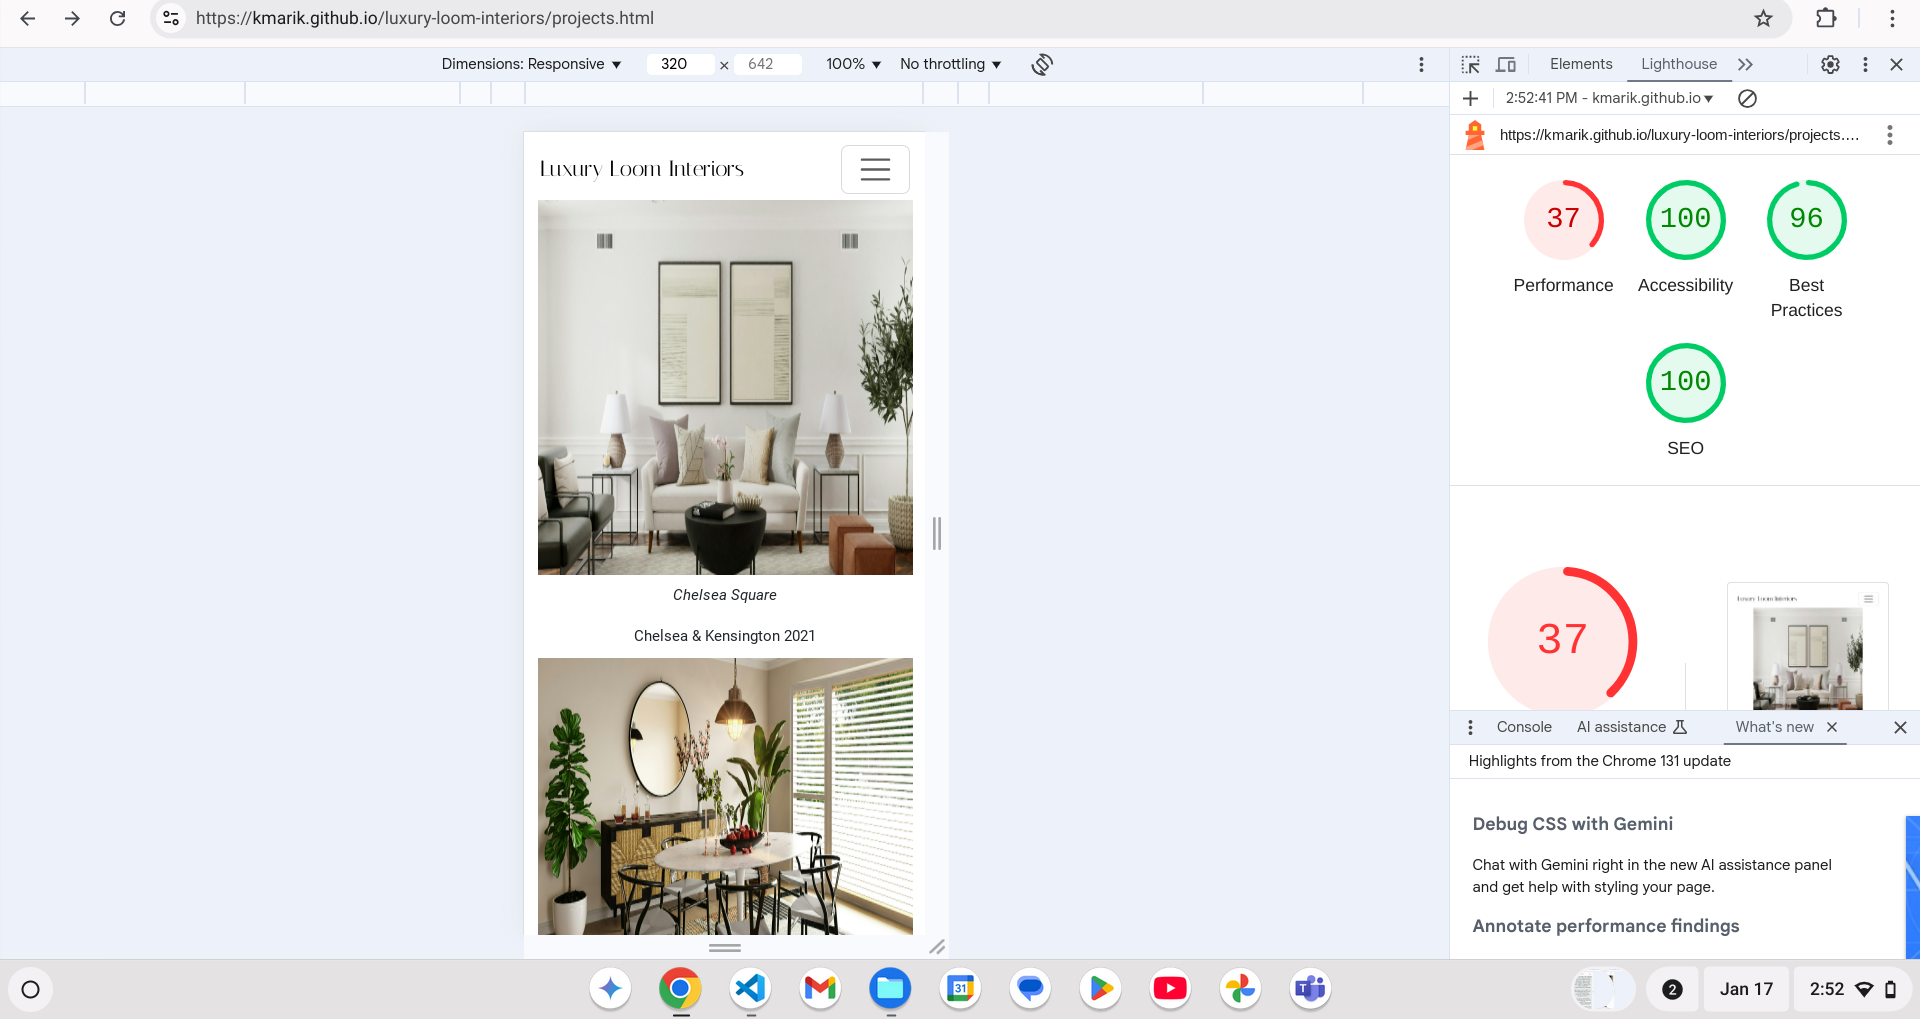 https://kmarik.github.io/luxury-loom-interiors/projects.html
Dimensions: Responsive ▼ 320 × 642 100% ▼ No throttling ▼
Elements Lighthouse
2:52:41 PM - kmarik.github.io ▼
https://kmarik.github.io/luxury-loom-interiors/projects....
Luxury Loom Interiors
Chelsea Square
Chelsea & Kensington 2021
37 100 96
Performance Accessibility Best
Practices
100
SEO
37
Luxury Loom Interiors
Console AI assistance What's new
Highlights from the Chrome 131 update
Debug CSS with Gemini
Chat with Gemini right in the new AI assistance panel
and get help with styling your page.
Annotate performance findings
31
2 Jan 17 2:52